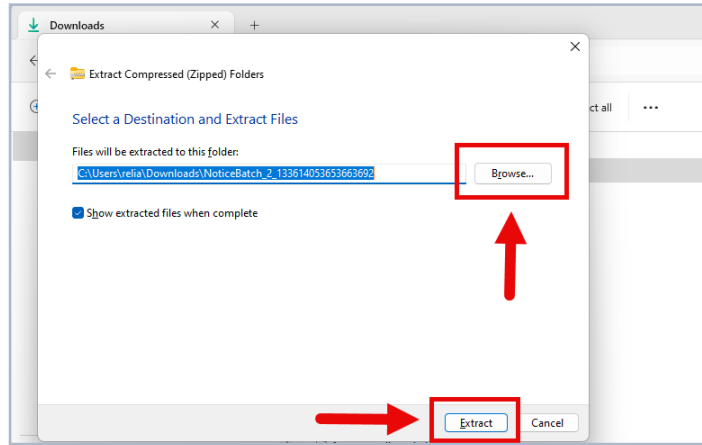 Downloads
Extract Compressed (Zipped) Folders
ct all
Select a Destination and Extract Files
Files will be extracted to this folder:
C:\Users\relia\Downloads\NoticeBatch_2_133614053653663692
Browse...
Show extracted files when complete
Extract
Cancel